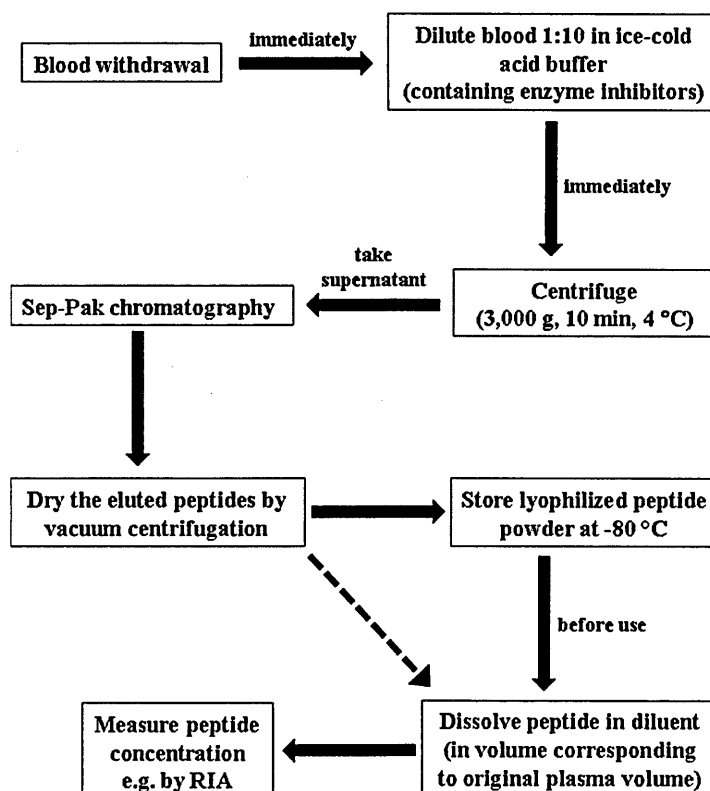 Blood withdrawal
immediately
Dilute blood 1:10 in ice-cold
acid buffer
(containing enzyme inhibitors)
immediately
Centrifuge
(3,000 g, 10 min, 4 °C)
take
supernatant
Sep-Pak chromatography
Dry the eluted peptides by
vacuum centrifugation
Store lyophilized peptide
powder at -80 °C
before use
Dissolve peptide in diluent
(in volume corresponding
to original plasma volume)
Measure peptide
concentration
e.g. by RIA